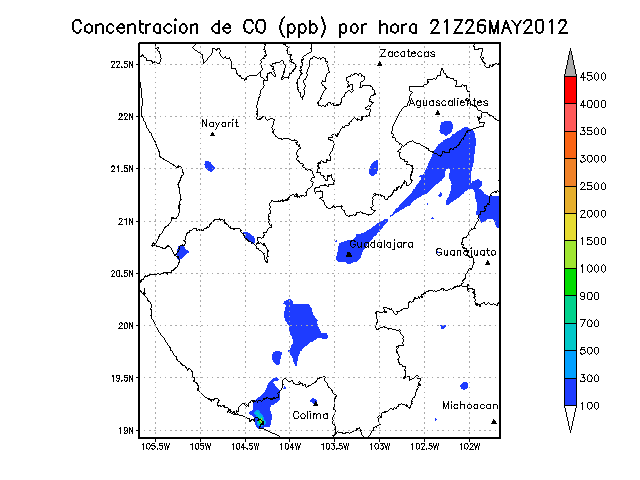 Concentracion de CO (ppb) por hora 21Z26MAY2012
Zacatecas
22.5N
4500
Aguascalientes
4000
22N
Nayarit
3500
3000
21.5N
2500
2000
21N
1500
Guadalajara
Guanajuato
1000
20.5N
900
20N
700
500
19.5N
300
Colima
Michoacan
100
19N
105.5W 105W 104.5W 104W 103.5W 103W 102.5W 102W